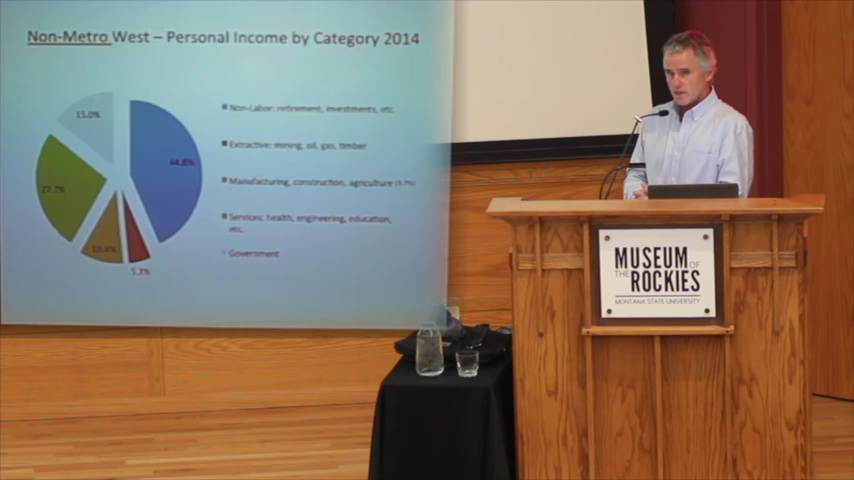 Non-Metro West – Personal Income by Category 2014
15.0%
44.8%
27.7%
5.3%
Non-Labor: retirement, investments, etc.
Extractive: mining, oil, gas, timber
Manufacturing, construction, agriculture
Services: health, engineering, education,
etc.
Government
MUSEUM OF
THE ROCKIES
MONTANA STATE UNIVERSITY